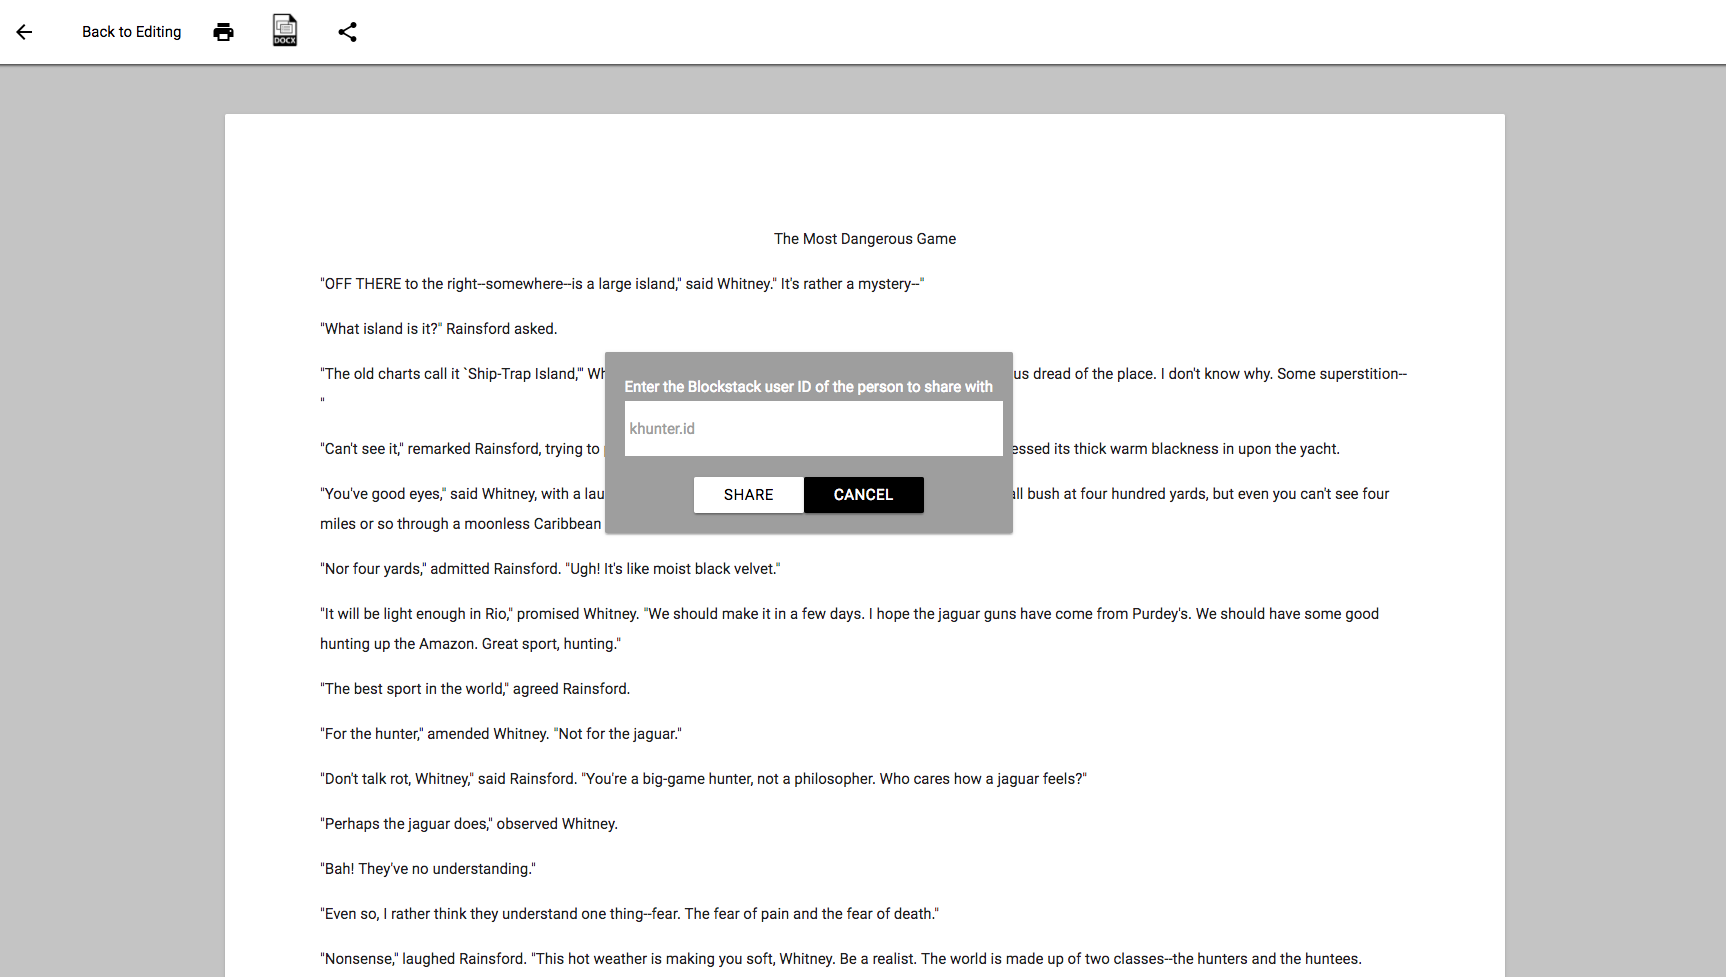 Back to Editing
DOCX
The Most Dangerous Game
"OFF THERE to the right--somewhere--is a large island," said Whitney." It's rather a mystery--"
"What island is it?" Rainsford asked.
"The old charts call it `Ship-Trap Island,'" Wh
us dread of the place. I don't know why. Some superstition--
"
Enter the Blockstack user ID of the person to share with
khunter.id
SHARE
CANCEL
"Can't see it," remarked Rainsford, trying to
essed its thick warm blackness in upon the yacht.
"You've good eyes," said Whitney, with a lau
all bush at four hundred yards, but even you can't see four
miles or so through a moonless Caribbean
"Nor four yards," admitted Rainsford. "Ugh! It's like moist black velvet."
"It will be light enough in Rio," promised Whitney. "We should make it in a few days. I hope the jaguar guns have come from Purdey's. We should have some good
hunting up the Amazon. Great sport, hunting."
"The best sport in the world," agreed Rainsford.
"For the hunter," amended Whitney. "Not for the jaguar."
"Don't talk rot, Whitney," said Rainsford. "You're a big-game hunter, not a philosopher. Who cares how a jaguar feels?"
"Perhaps the jaguar does," observed Whitney.
"Bah! They've no understanding."
"Even so, I rather think they understand one thing--fear. The fear of pain and the fear of death."
"Nonsense," laughed Rainsford. "This hot weather is making you soft, Whitney. Be a realist. The world is made up of two classes--the hunters and the huntees.